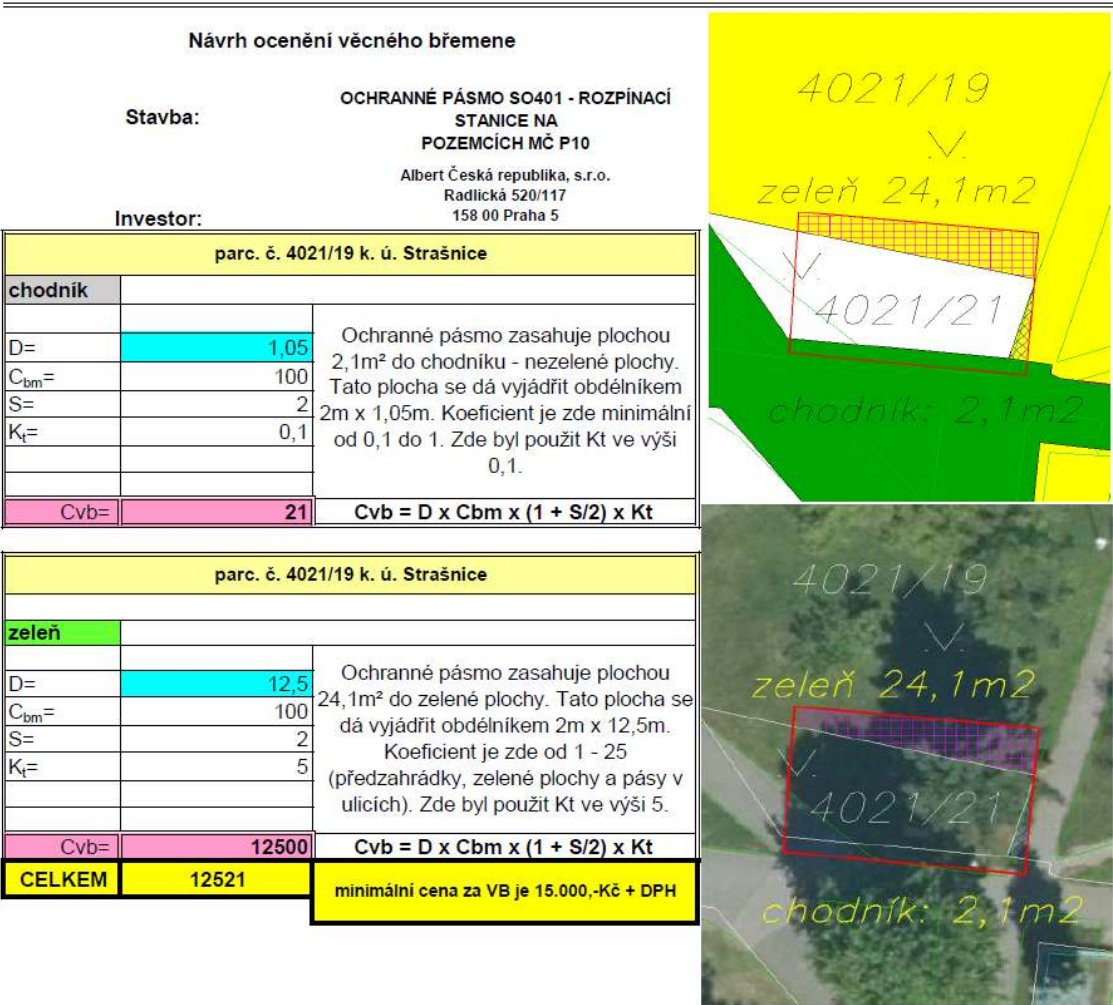 Návrh ocenění věcného břemene
Stavba:
OCHRANNÉ PÁSMO SO401 - ROZPÍNACÍ
STANICE NA
POZEMCÍCH MČ P10
Albert Česká republika, s.r.o.
Radlická 520/117
158 00 Praha 5
Investor:
parc. č. 4021/19 k. ú. Strašnice
chodník
D= 1,05
Cbm= 100
S= 2
Kt= 0,1
Ochranné pásmo zasahuje plochou
2,1m² do chodníku - nezelené plochy.
Tato plocha se dá vyjádřit obdélníkem
2m x 1,05m. Koeficient je zde minimální
od 0,1 do 1. Zde byl použit Kt ve výši
0,1.
Cvb= 21 Cvb = D x Cbm x (1 + S/2) x Kt
parc. č. 4021/19 k. ú. Strašnice
zeleň
D= 12,5
Cbm= 100
S= 2
Kt= 5
Ochranné pásmo zasahuje plochou
24,1m² do zelené plochy. Tato plocha se
dá vyjádřit obdélníkem 2m x 12,5m.
Koeficient je zde od 1 - 25
(předzahrádky, zelené plochy a pásy v
ulicích). Zde byl použit Kt ve výši 5.
Cvb= 12500 Cvb = D x Cbm x (1 + S/2) x Kt
CELKEM 12521 minimální cena za VB je 15.000,-Kč + DPH
4021/19
zeleň 24,1m2
4021/21
chodník: 2,1m2
4021/19
zeleň 24,1m2
4021/21
chodník: 2,1m2